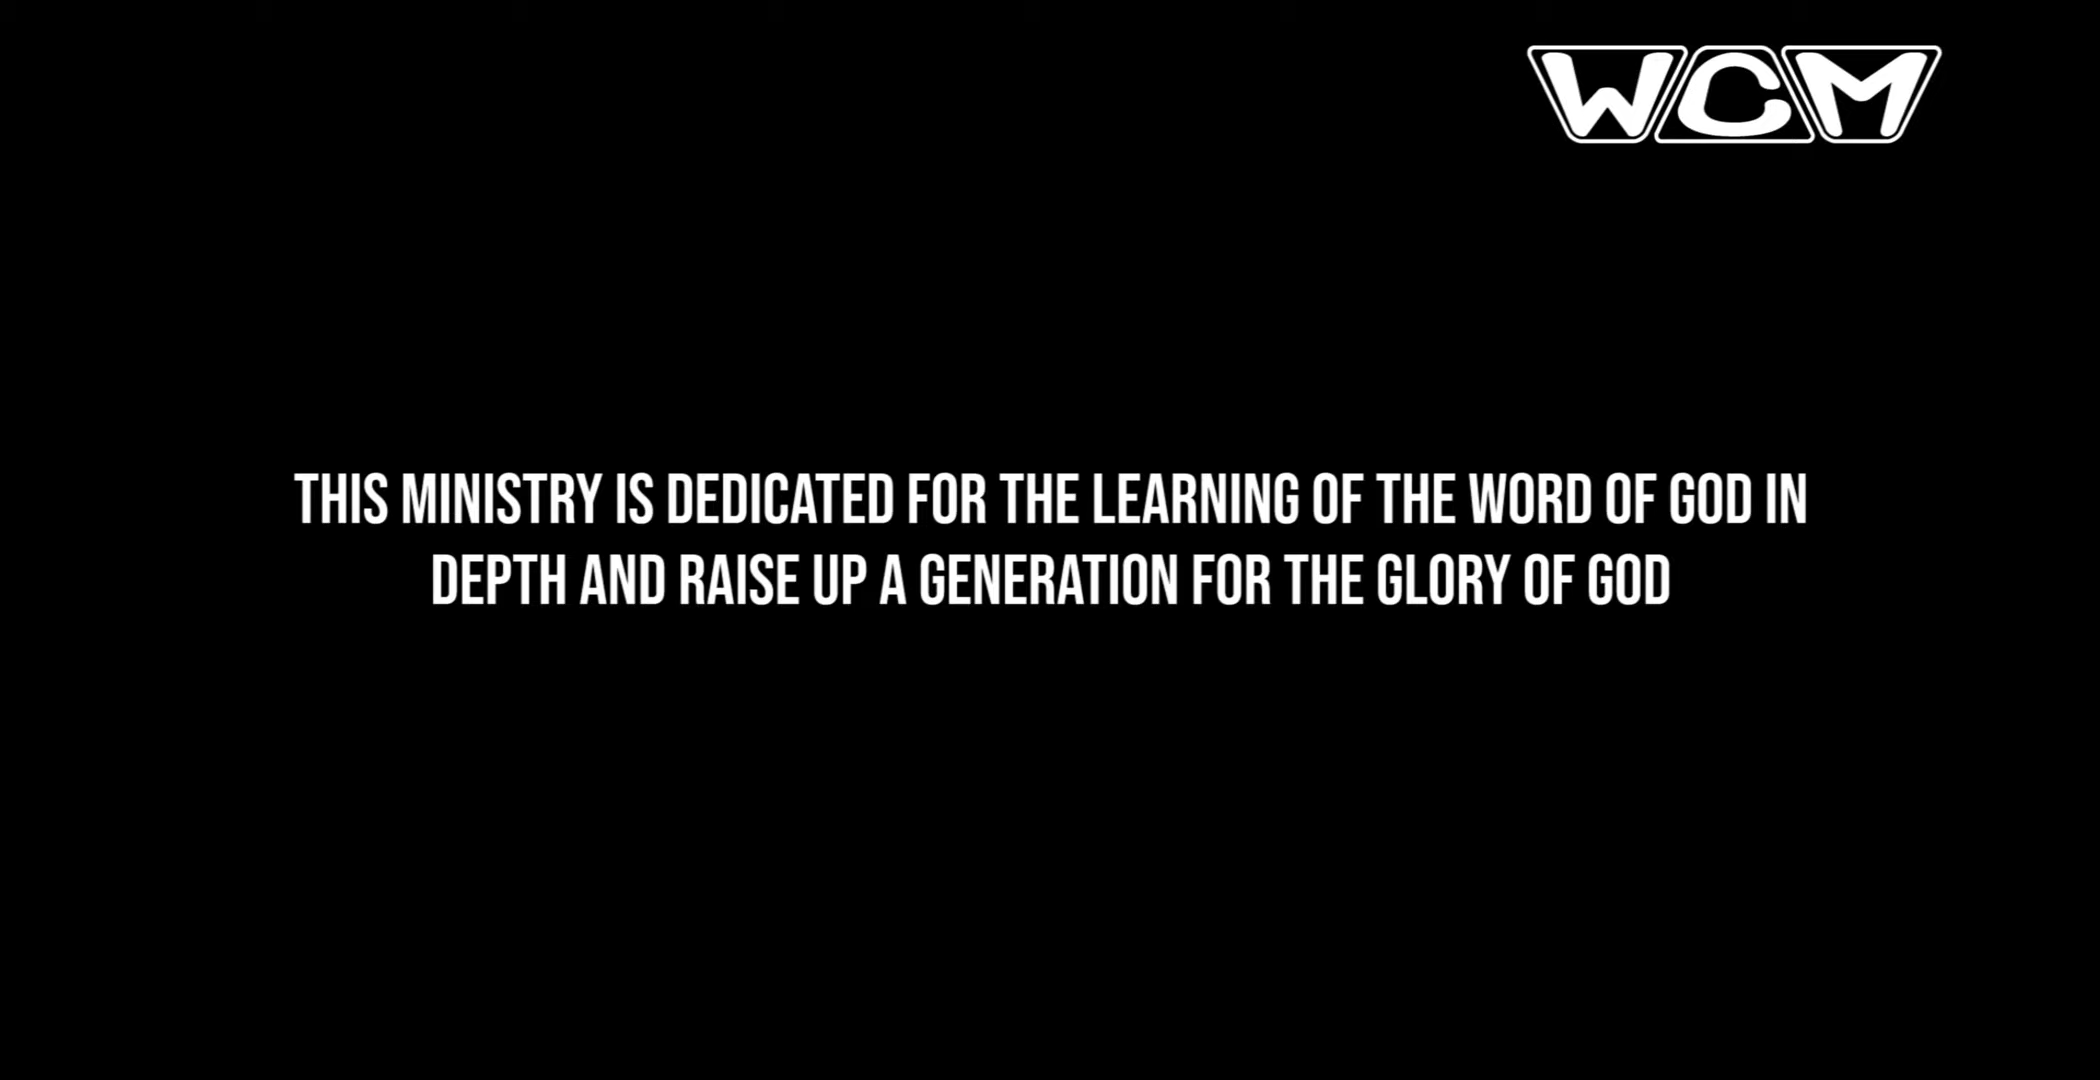 WCM
THIS MINISTRY IS DEDICATED FOR THE LEARNING OF THE WORD OF GOD IN
DEPTH AND RAISE UP A GENERATION FOR THE GLORY OF GOD